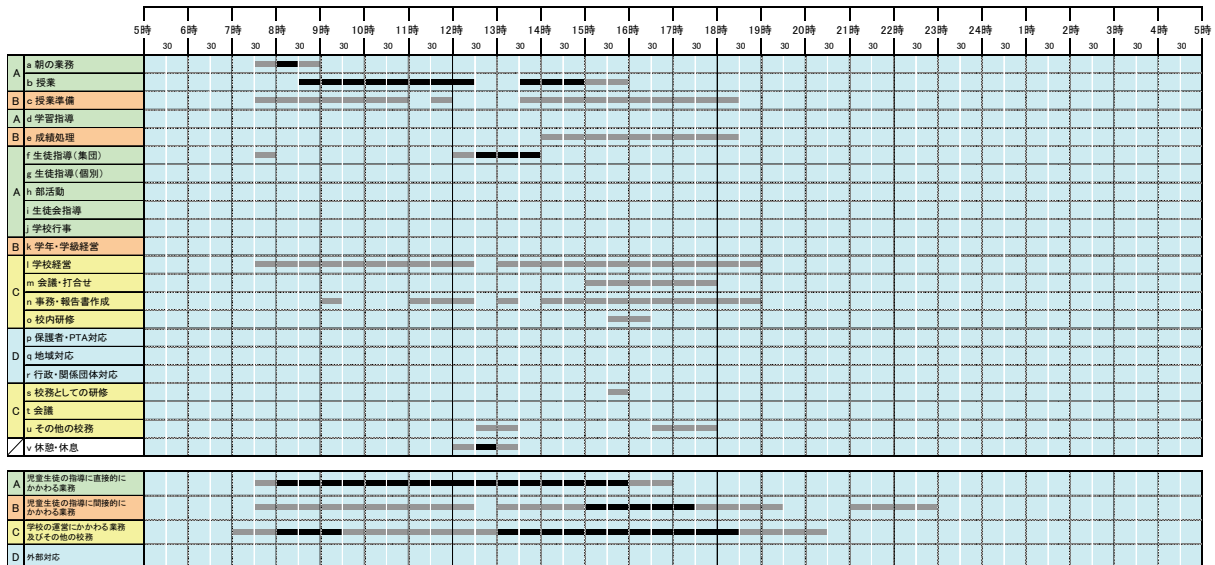 5時 6時 7時 8時 9時 10時 11時 12時 13時 14時 15時 16時 17時 18時 19時 20時 21時 22時 23時 24時 1時 2時 3時 4時 5時
30 30 30 30 30 30 30 30 30 30 30 30 30 30 30 30 30 30 30 30 30 30 30 30
A
a 朝の業務
b 授業
B c 授業準備
A d 学習指導
B e 成績処理
A
f 生徒指導(集団)
g 生徒指導(個別)
h 部活動
i 生徒会指導
j 学校行事
B k 学年・学級経営
C
l 学校経営
m 会議・打合せ
n 事務・報告書作成
o 校内研修
D
p 保護者・PTA対応
q 地域対応
r 行政・関係団体対応
C
s 校務としての研修
t 会議
u その他の校務
v 休憩・休息
A 児童生徒の指導に直接的に
かかわる業務
B 児童生徒の指導に間接的に
かかわる業務
C 学校の運営にかかわる業務
及びその他の校務
D 外部対応